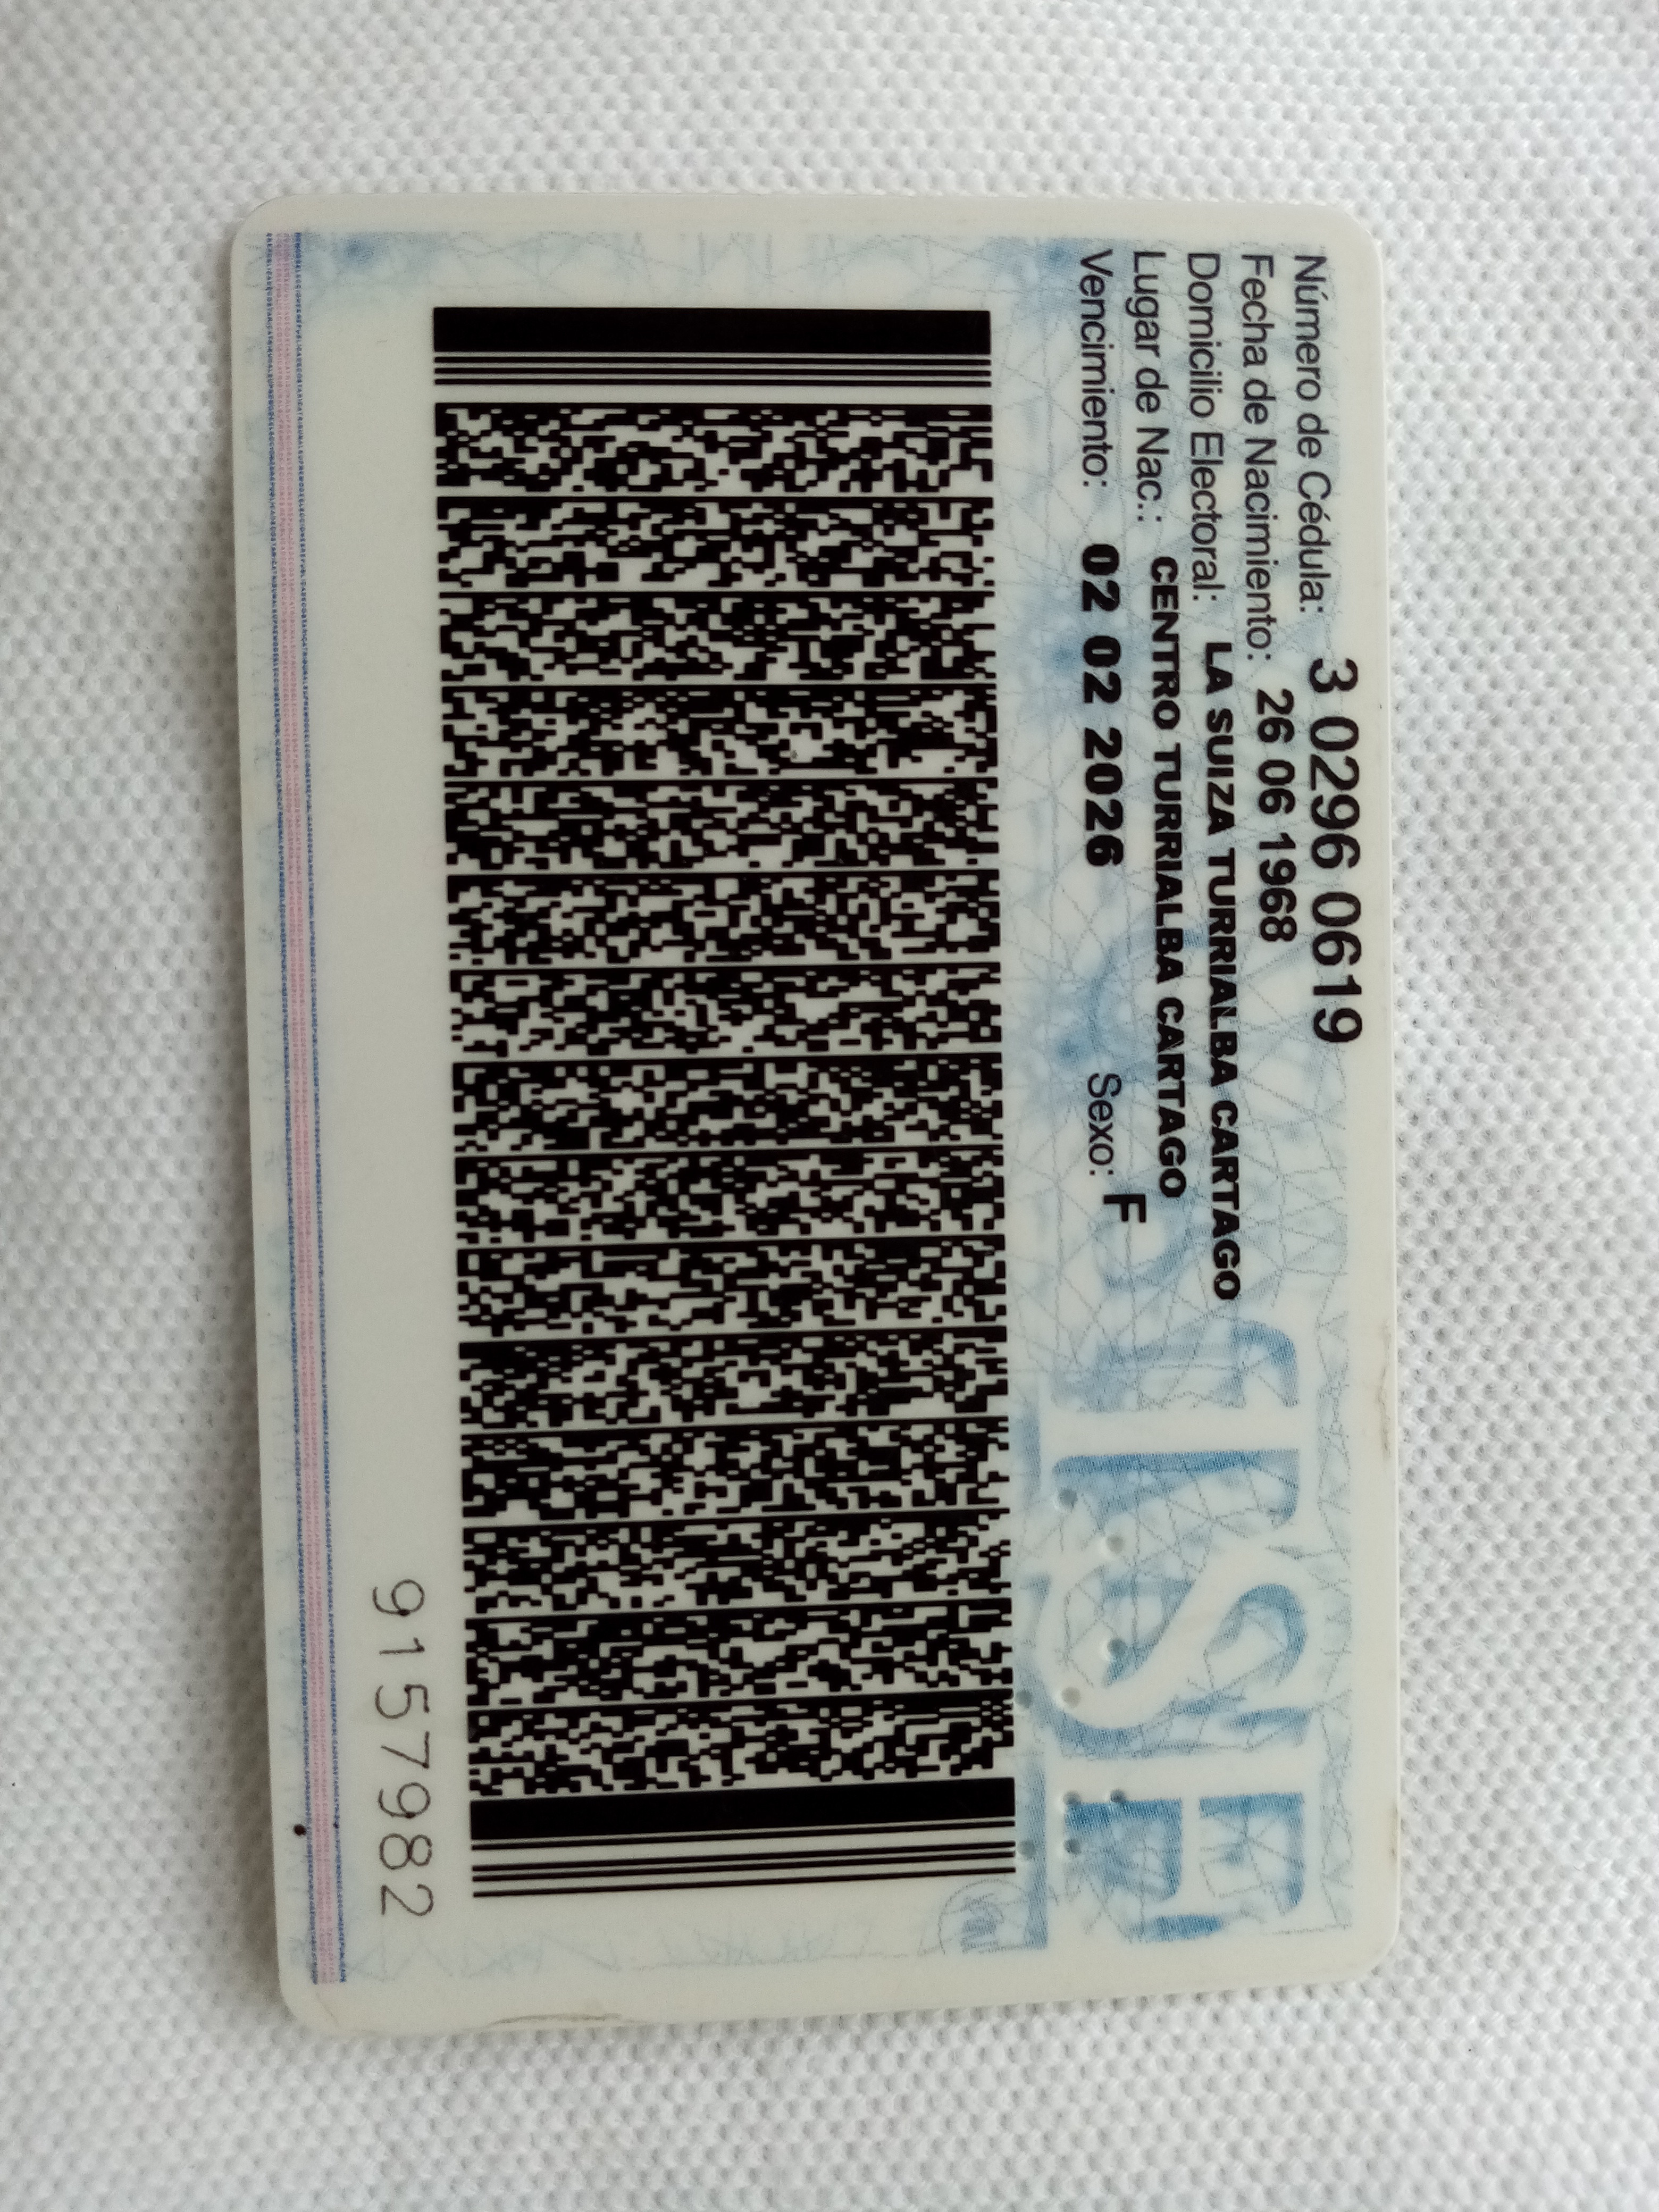 Número de Cédula: 3 0296 0619
Fecha de Nacimiento: 26 06 1968
Domicilio Electoral: LA SUIZA TURRIALBA CARTAGO
Lugar de Nac.: CENTRO TURRIALBA CARTAGO
Vencimiento: 02 02 2026 Sexo: F
TSE
9157982